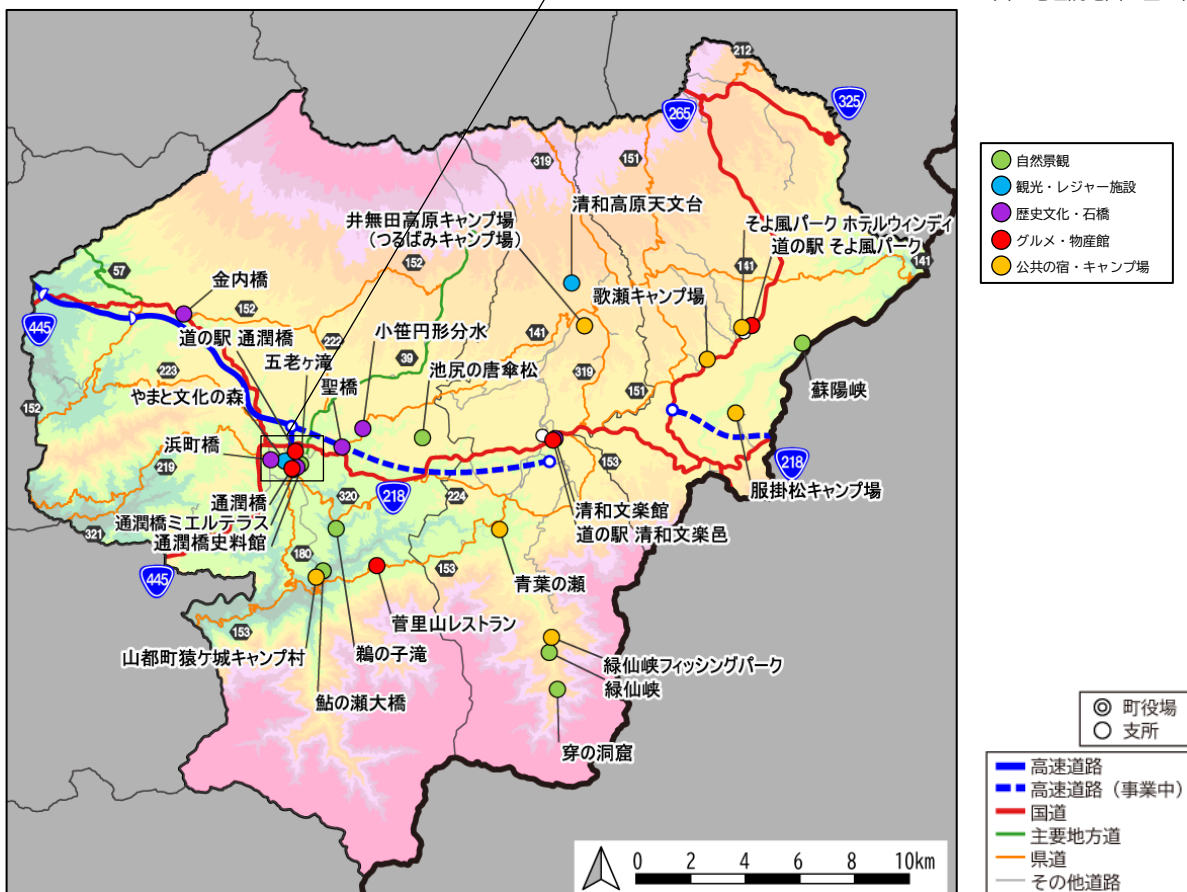 212
325
265
319
151
自然景観
観光・レジャー施設
歴史文化・石橋
グルメ・物産館
公共の宿・キャンプ場
清和高原天文台
井無田高原キャンプ場
（つるばみキャンプ場）
そよ風パーク ホテルウィンディ
道の駅 そよ風パーク
57
152
141
141
金内橋
歌瀬キャンプ場
445
152
小笹円形分水
141
道の駅 通潤橋
222
五老ヶ滝
39
池尻の唐傘松
223
聖橋
319
蘇陽峡
やまと文化の森
151
152
浜町橋
219
153
218
服掛松キャンプ場
通潤橋
320
218
224
清和文楽館
通潤橋ミエルテラス
道の駅 清和文楽邑
321
通潤橋史料館
180
445
153
青葉の瀬
菅里山レストラン
153
山都町猿ケ城キャンプ村
鵜の子滝
緑仙峡フィッシングパーク
緑仙峡
鮎の瀬大橋
穿の洞窟
町役場
支所
高速道路
高速道路（事業中）
国道
主要地方道
県道
その他道路
0 2 4 6 8 10km